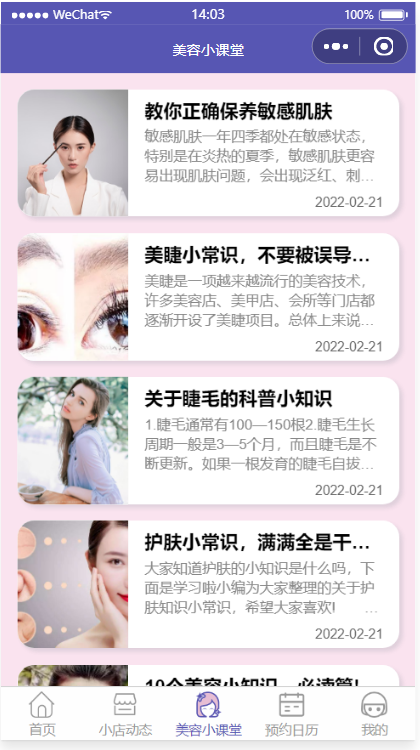 WeChat 14:03 100%
美容小课堂
教你正确保养敏感肌肤
敏感肌肤一年四季都处在敏感状态，
特别是在炎热的夏季，敏感肌肤更容
易出现肌肤问题，会出现泛红、刺...
2022-02-21
美睫小常识，不要被误导...
美睫是一项越来越流行的美容技术，
许多美容店、美甲店、会所等门店都
逐渐开设了美睫项目。总体上来说...
2022-02-21
关于睫毛的科普小知识
1.睫毛通常有100—150根2.睫毛生长
周期一般是3—5个月，而且睫毛是不
断更新。如果一根发育的睫毛自拔...
2022-02-21
护肤小常识，满满全是干...
大家知道护肤的小知识是什么吗，下
面是学习啦小编为大家整理的关于护
肤知识小常识，希望大家喜欢! ...
2022-02-21
10个美容小知识，必读篇!
首页 小店动态 美容小课堂 预约日历 我的